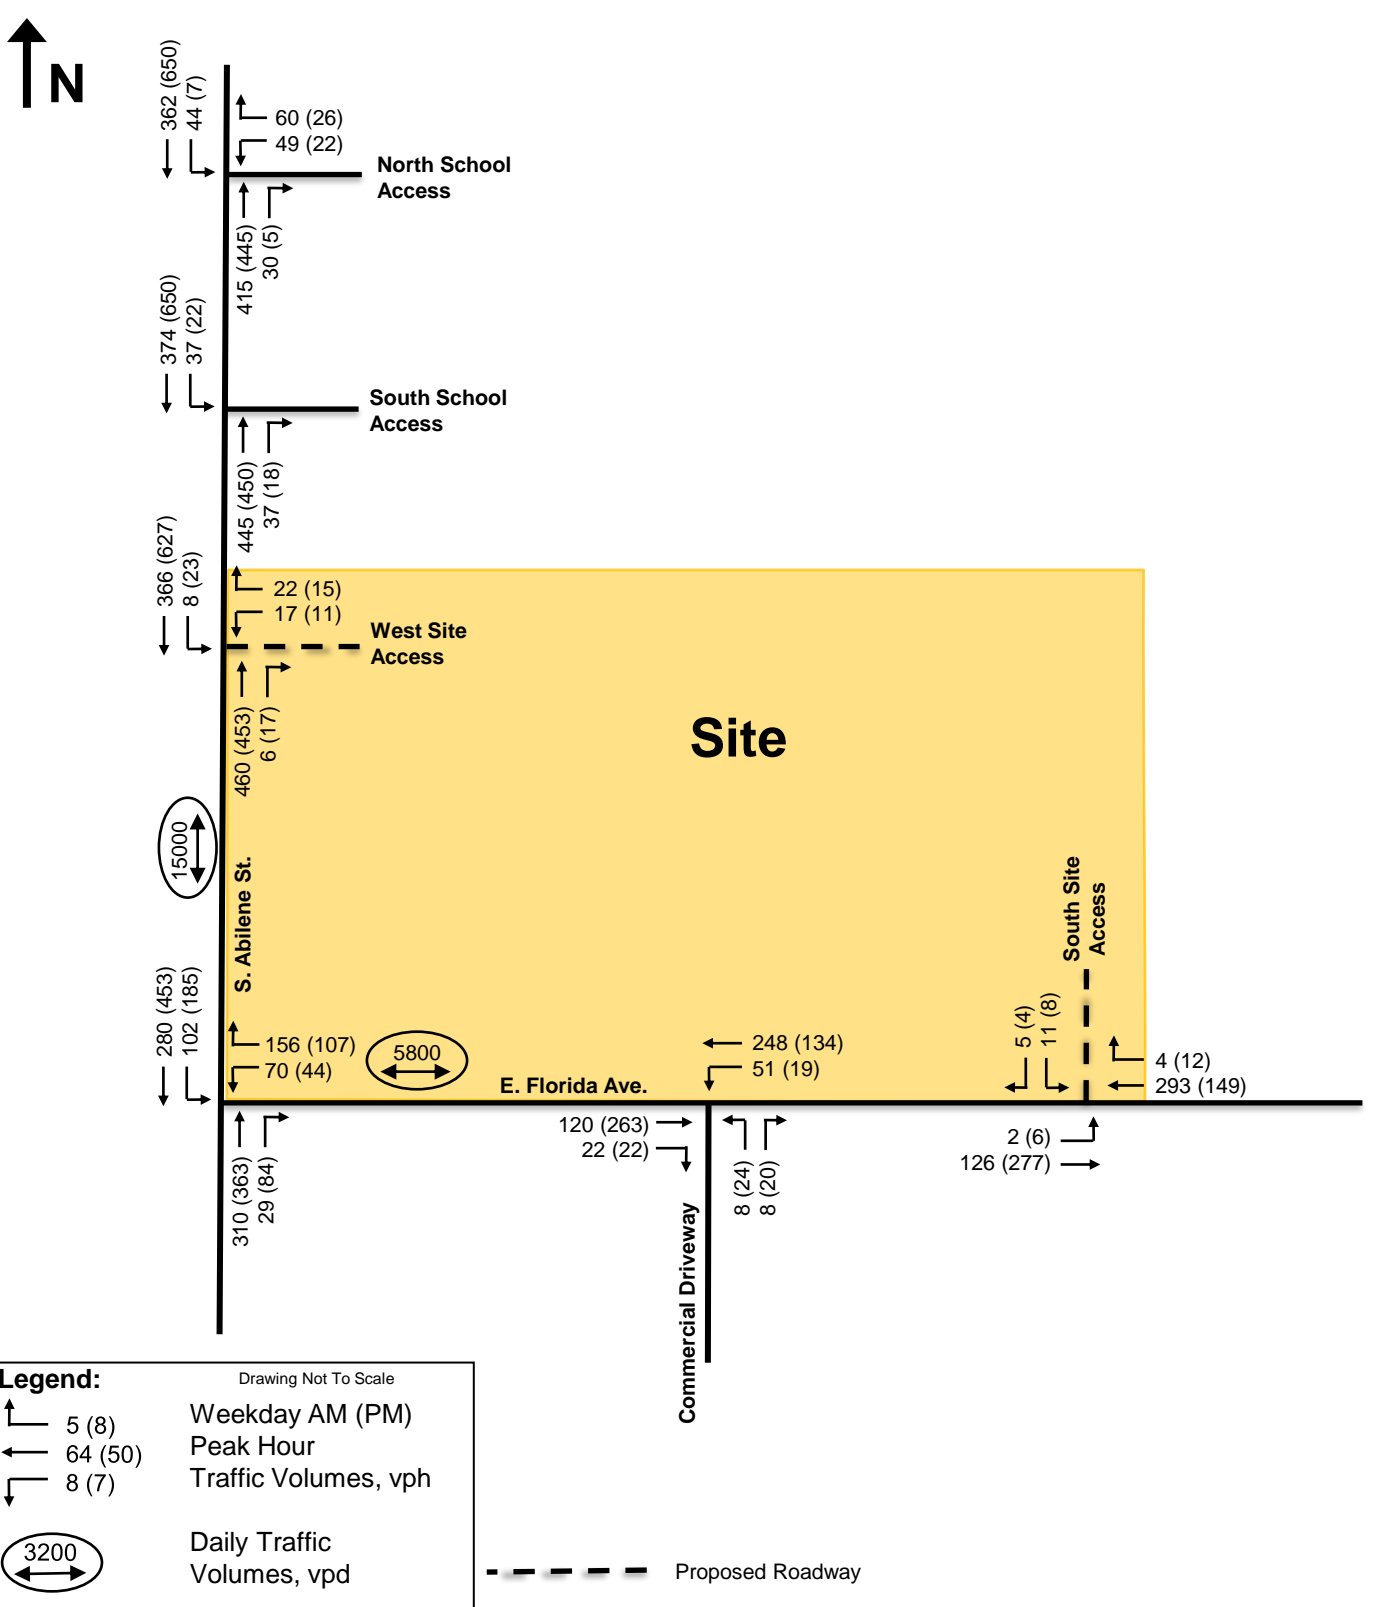 N
362 (650)
44 (7)
60 (26)
49 (22)
North School
Access
415 (445)
30 (5)
374 (650)
37 (22)
South School
Access
445 (450)
37 (18)
366 (627)
8 (23)
22 (15)
17 (11)
West Site
Access
460 (453)
6 (17)
Site
15000
S. Abilene St.
South Site
Access
280 (453)
102 (185)
156 (107)
70 (44)
5800
E. Florida Ave.
248 (134)
51 (19)
5 (4)
11 (8)
4 (12)
293 (149)
310 (363)
29 (84)
120 (263)
22 (22)
8 (24)
8 (20)
2 (6)
126 (277)
Commercial Driveway
Legend:
Drawing Not To Scale
5 (8)
64 (50)
8 (7)
Weekday AM (PM)
Peak Hour
Traffic Volumes, vph
3200
Daily Traffic
Volumes, vpd
Proposed Roadway